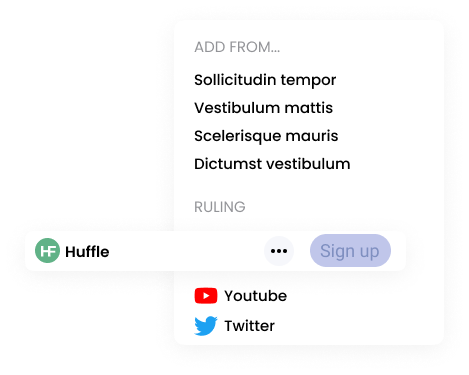 ADD FROM...
Sollicitudin tempor
Vestibulum mattis
Scelerisque mauris
Dictumst vestibulum
RULING
HF Huffle ••• Sign up
Youtube
Twitter